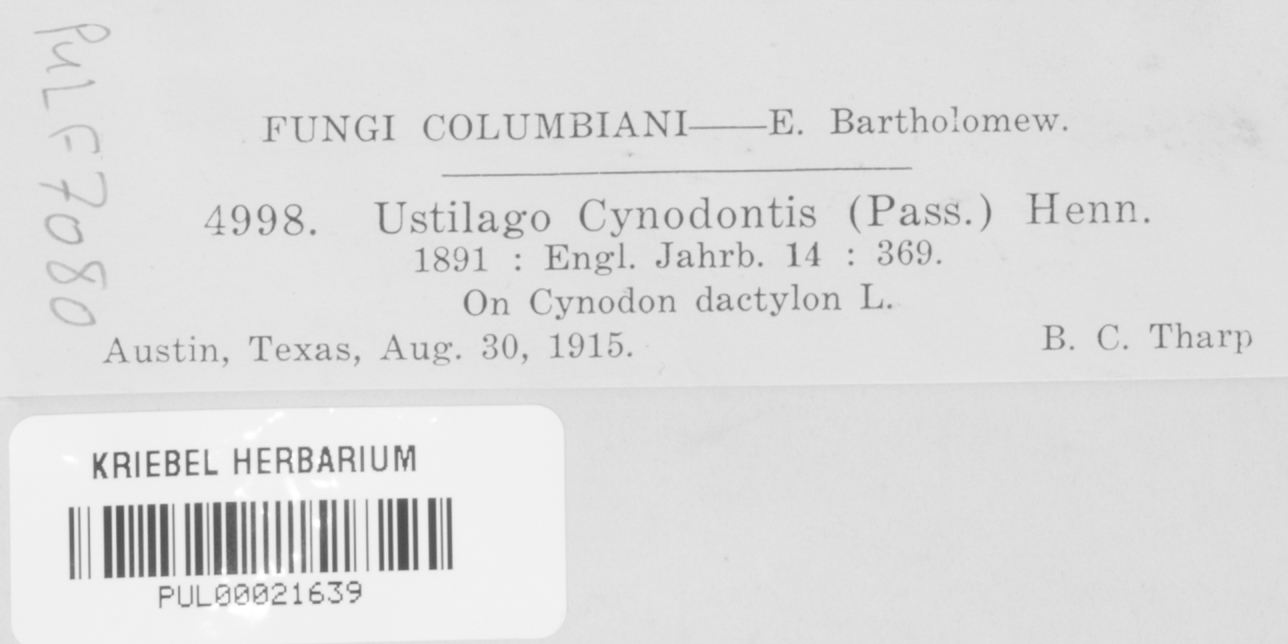 PUL F7080
FUNGI COLUMBIANI——E. Bartholomew.
4998. Ustilago Cynodontis (Pass.) Henn.
1891 : Engl. Jahrb. 14 : 369.
On Cynodon dactylon L.
Austin, Texas, Aug. 30, 1915. B. C. Tharp
KRIEBEL HERBARIUM
PUL00021639